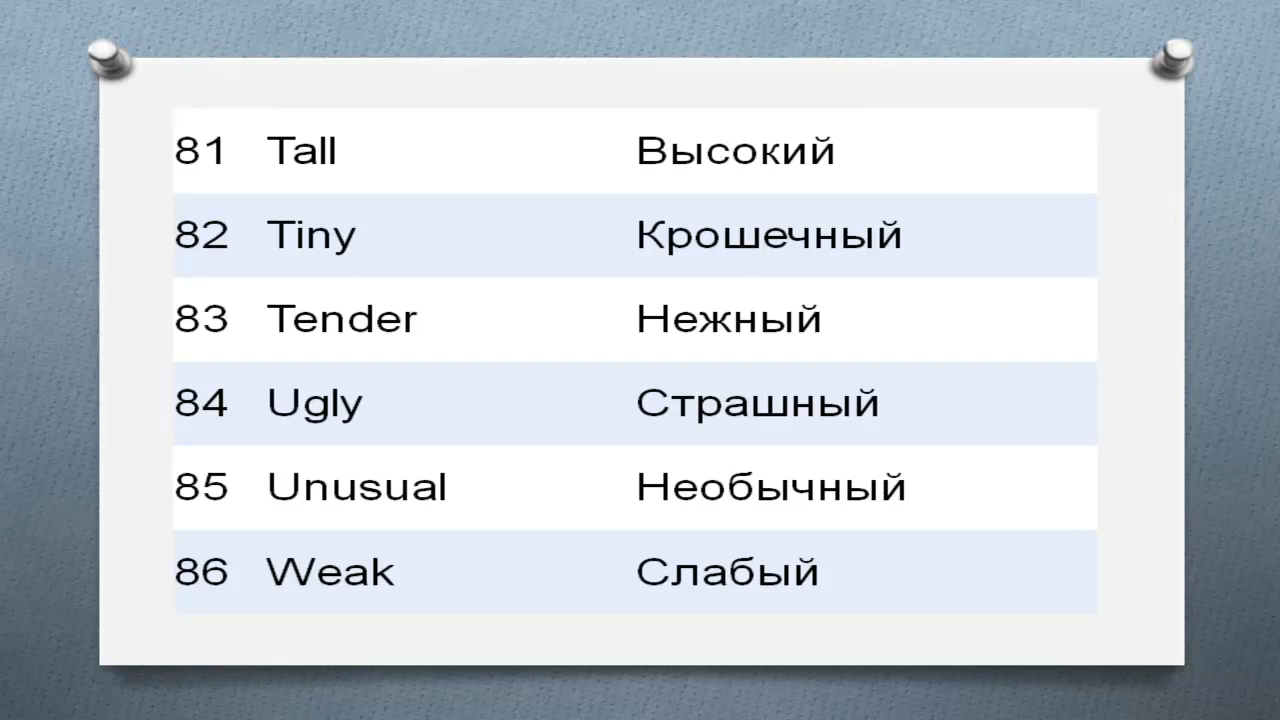 81 Tall Высокий
82 Tiny Крошечный
83 Tender Нежный
84 Ugly Страшный
85 Unusual Необычный
86 Weak Слабый